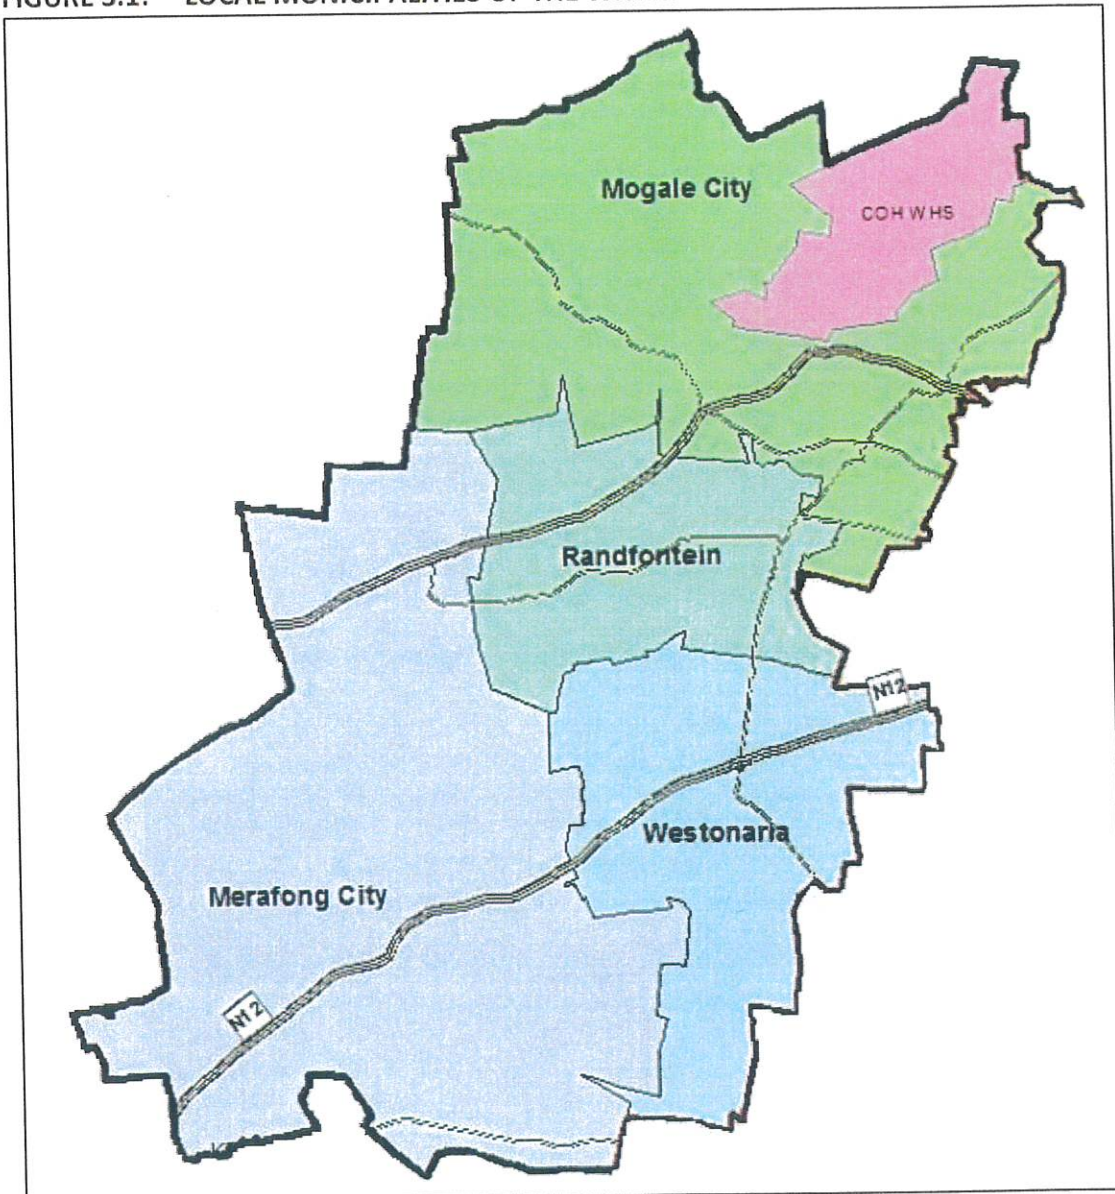 Mogale City
COH WHS
Randfontein
N12
Westonaria
Merafong City
N12